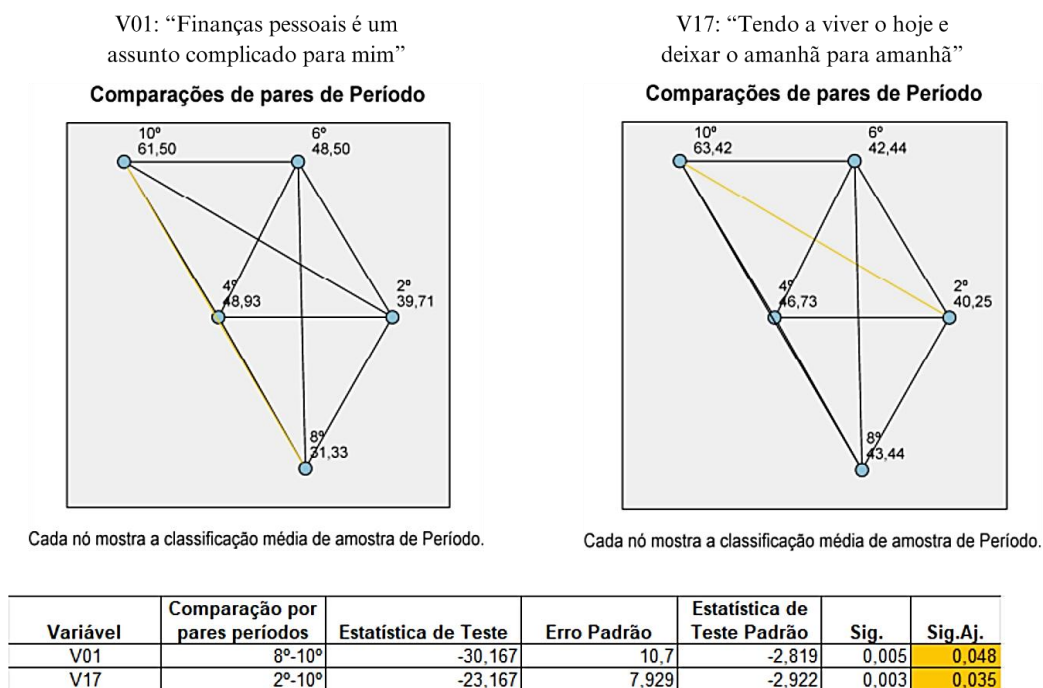 V01: “Finanças pessoais é um
assunto complicado para mim”
Comparações de pares de Período
10º
61,50
6º
48,50
4º
48,93
2º
39,71
8º
31,33
Cada nó mostra a classificação média de amostra de Período.
V17: “Tendo a viver o hoje e
deixar o amanhã para amanhã”
Comparações de pares de Período
10º
63,42
6º
42,44
4º
46,73
2º
40,25
8º
43,44
Cada nó mostra a classificação média de amostra de Período.
Variável Comparação por pares períodos Estatística de Teste Erro Padrão Estatística de Teste Padrão Sig. Sig.Aj.
V01 8º-10º -30,167 10,7 -2,819 0,005 0,048
V17 2º-10º -23,167 7,929 -2,922 0,003 0,035